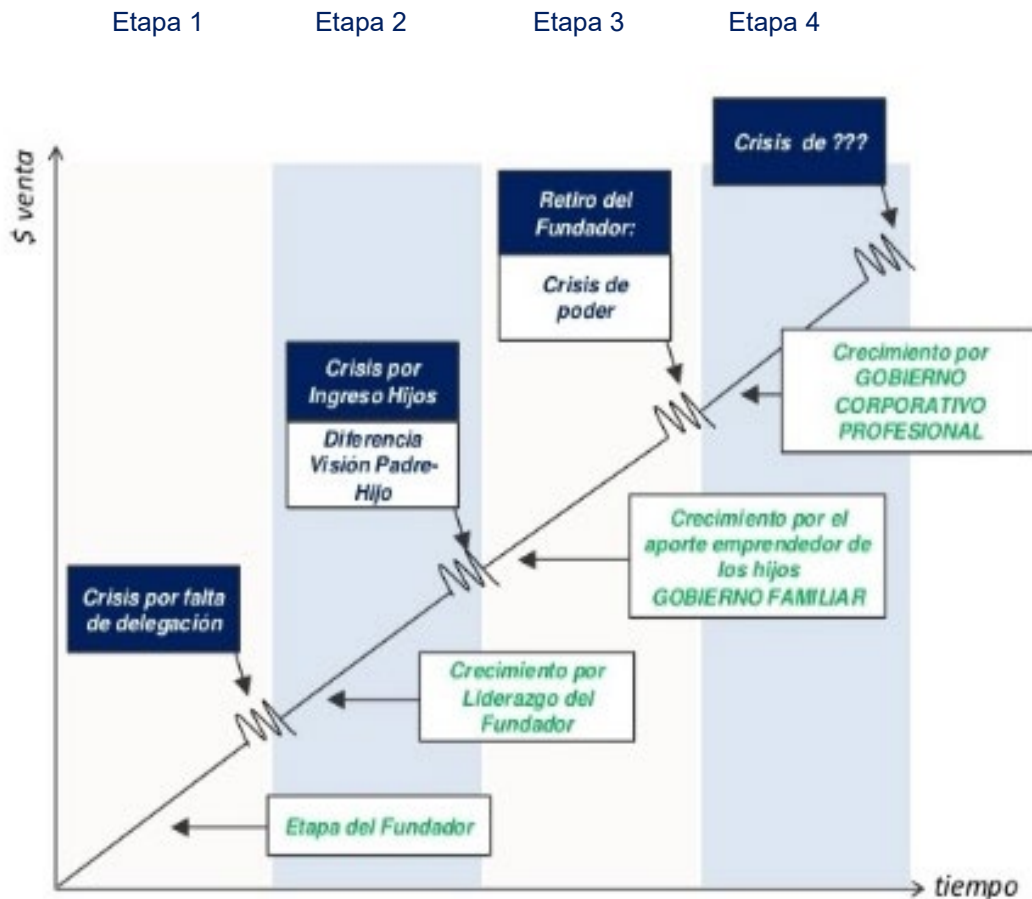 Etapa 1
Etapa 2
Etapa 3
Etapa 4
$ venta
Crisis de ???
Retiro del
Fundador:
Crisis de
poder
Crecimiento por
GOBIERNO
CORPORATIVO
PROFESIONAL
Crisis por
Ingreso Hijos
Diferencia
Visión Padre-
Hijo
Crecimiento por el
aporte emprendedor de
los hijos
GOBIERNO FAMILIAR
Crisis por falta
de delegación
Crecimiento por
Liderazgo del
Fundador
Etapa del Fundador
tiempo